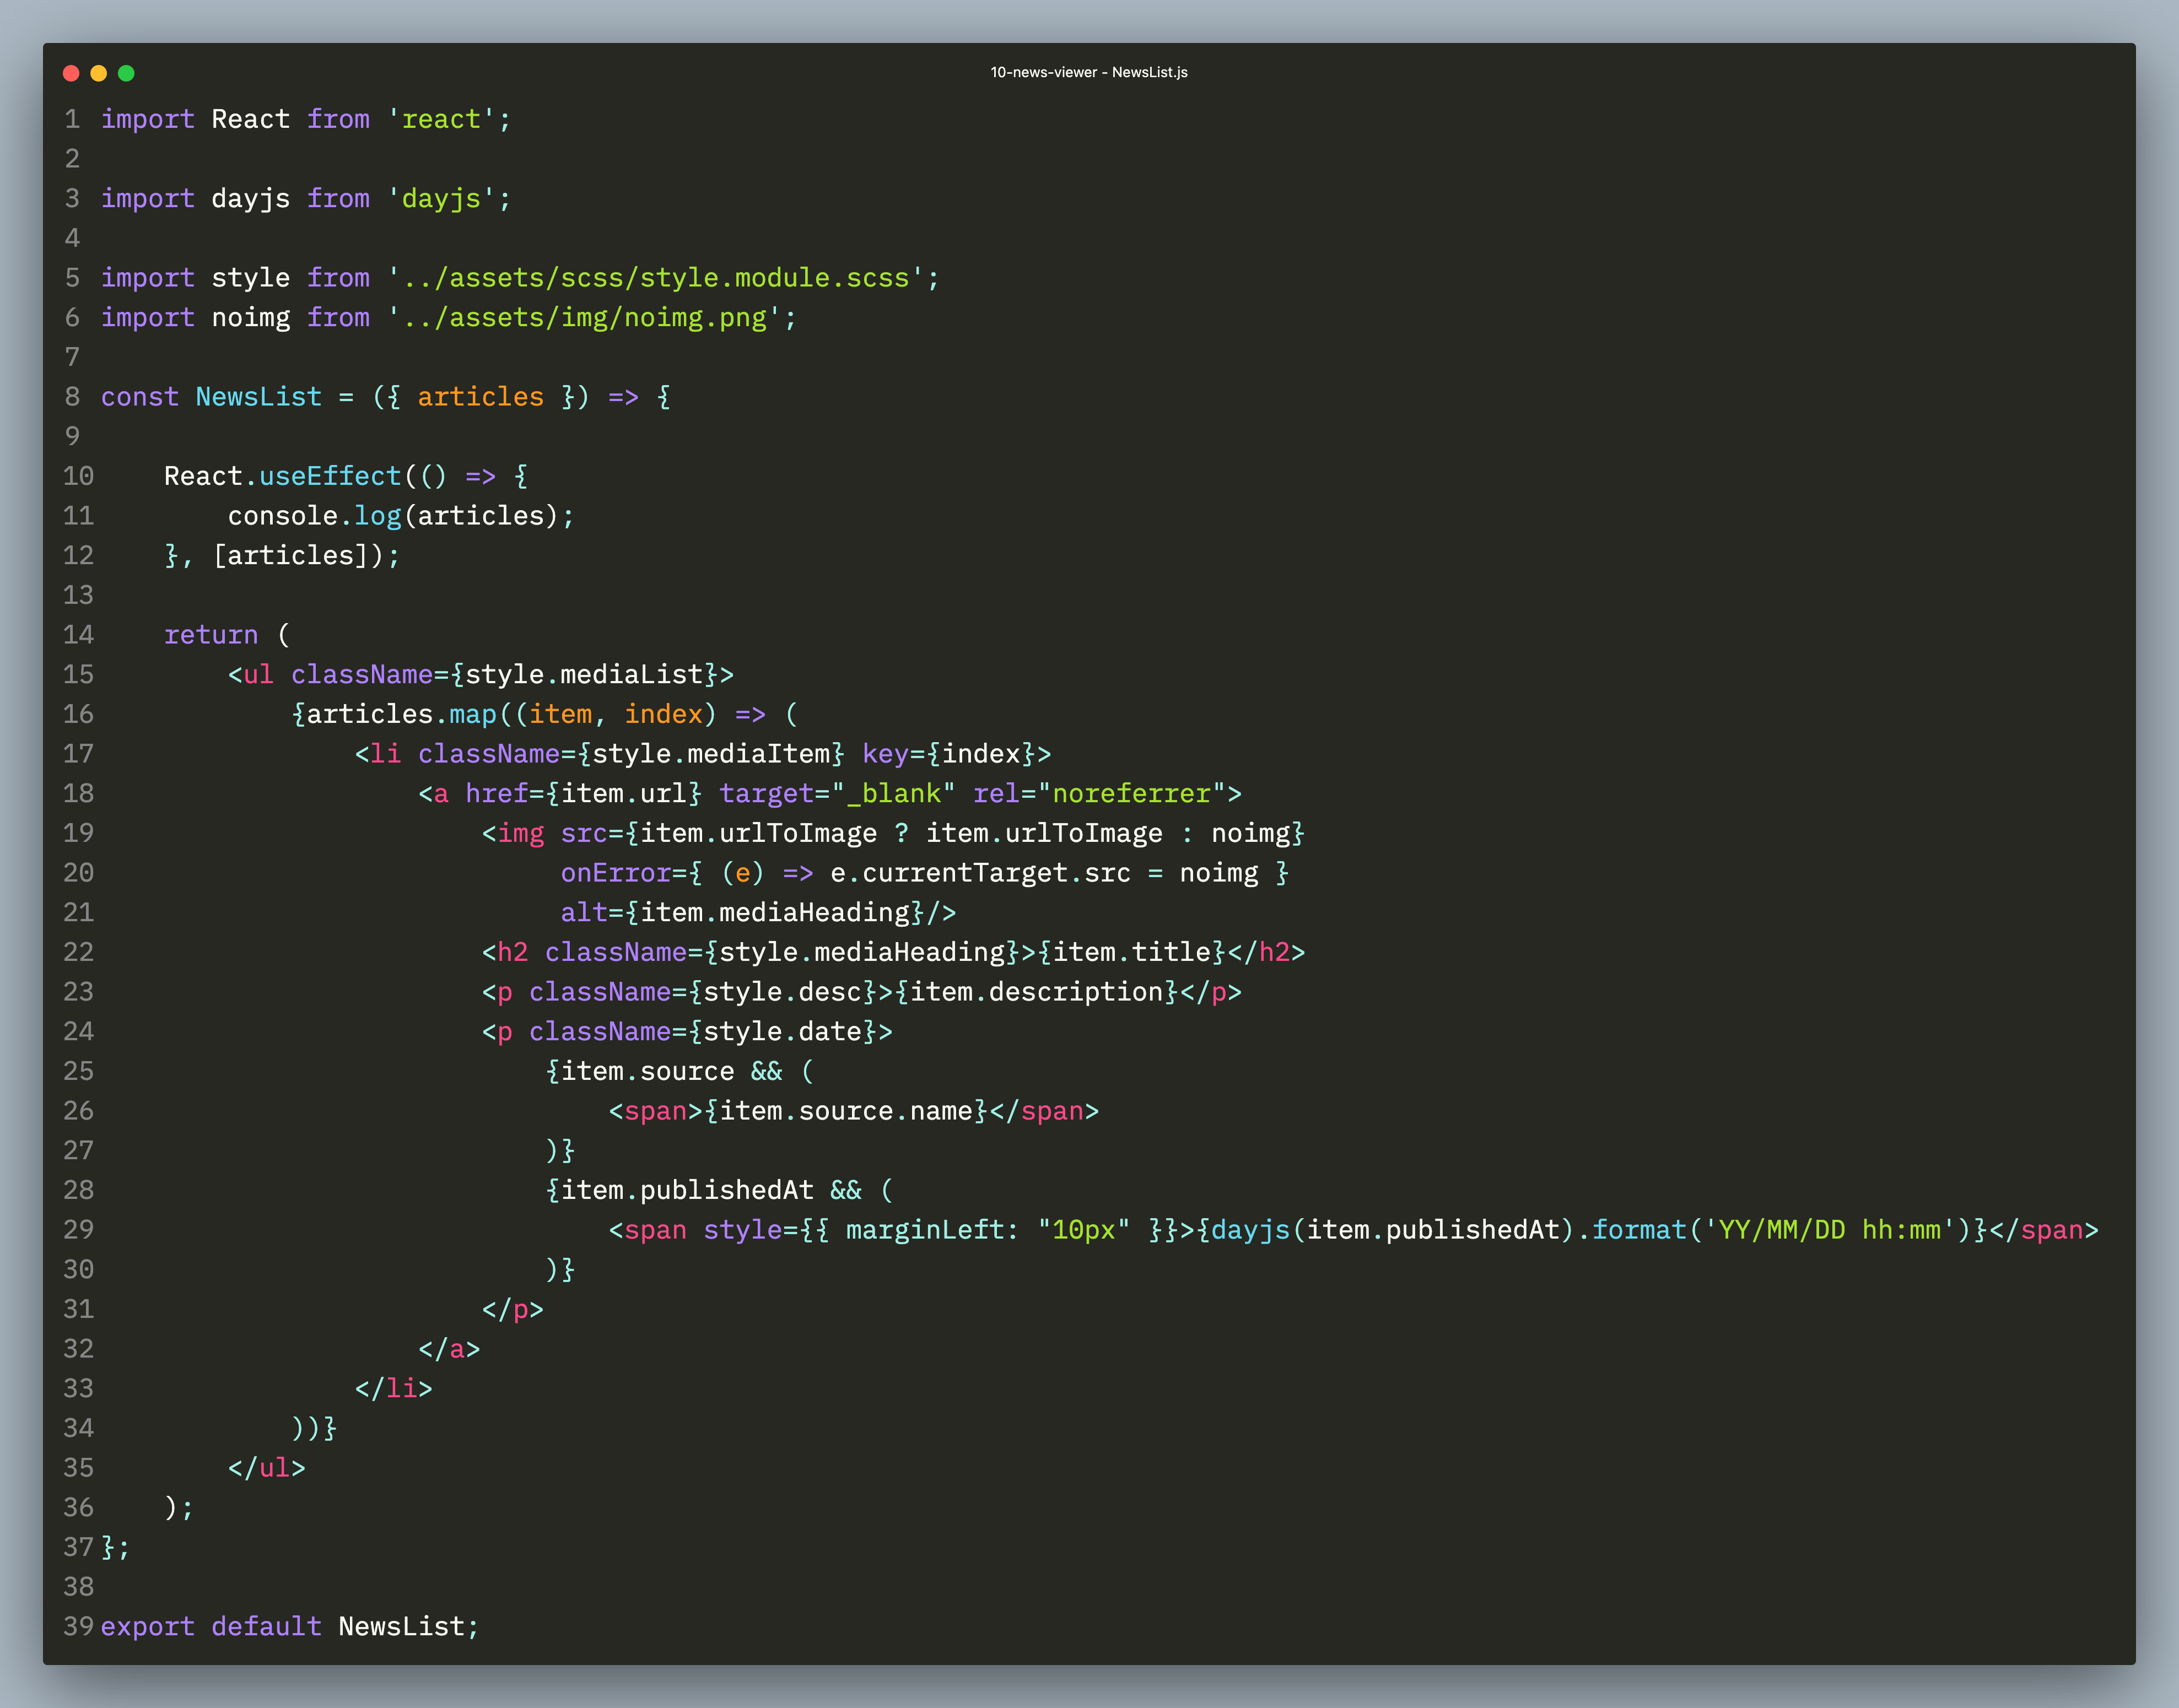 10-news-viewer - NewsList.js
1 import React from 'react';
2
3 import dayjs from 'dayjs';
4
5 import style from '../assets/scss/style.module.scss';
6 import noimg from '../assets/img/noimg.png';
7
8 const NewsList = ({ articles }) => {
9
10     React.useEffect(() => {
11         console.log(articles);
12     }, [articles]);
13
14     return (
15         <ul className={style.mediaList}>
16             {articles.map((item, index) => (
17                 <li className={style.mediaItem} key={index}>
18                     <a href={item.url} target="_blank" rel="noreferrer">
19                         <img src={item.urlToImage ? item.urlToImage : noimg}
20                              onError={ (e) => e.currentTarget.src = noimg }
21                              alt={item.mediaHeading}/>
22                         <h2 className={style.mediaHeading}>{item.title}</h2>
23                         <p className={style.desc}>{item.description}</p>
24                         <p className={style.date}>
25                             {item.source && (
26                                 <span>{item.source.name}</span>
27                             )}
28                             {item.publishedAt && (
29                                 <span style={{ marginLeft: "10px" }}>{dayjs(item.publishedAt).format('YY/MM/DD hh:mm')}</span>
30                             )}
31                         </p>
32                     </a>
33                 </li>
34             ))}
35         </ul>
36     );
37 };
38
39 export default NewsList;